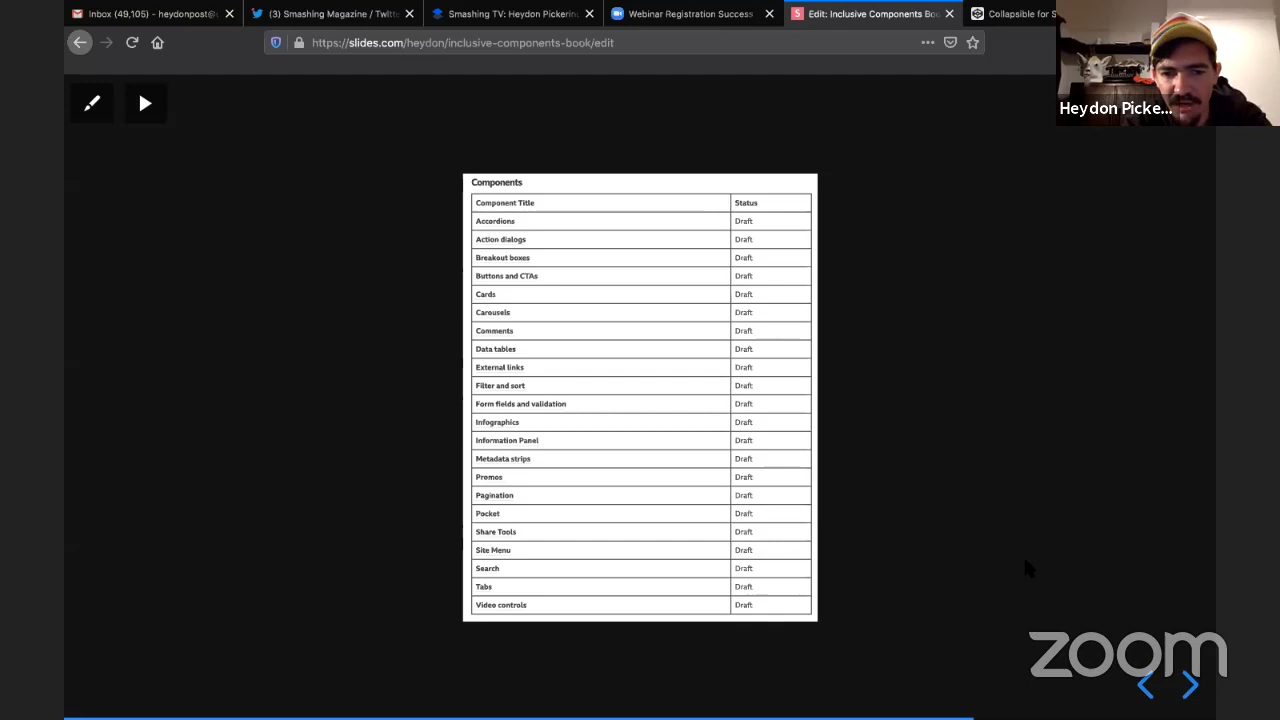 Inbox (49,105) - heydonpost@
(3) Smashing Magazine / Twitte
Smashing TV: Heydon Pickerin
Webinar Registration Success
Edit: Inclusive Components Bo
Collapsible for S
https://slides.com/heydon/inclusive-components-book/edit
Heydon Picke...
Components
Component Title Status
Accordions Draft
Action dialogs Draft
Breakout boxes Draft
Buttons and CTAs Draft
Cards Draft
Carousels Draft
Comments Draft
Data tables Draft
External links Draft
Filter and sort Draft
Form fields and validation Draft
Infographics Draft
Information Panel Draft
Metadata strips Draft
Promos Draft
Pagination Draft
Pocket Draft
Share Tools Draft
Site Menu Draft
Search Draft
Tabs Draft
Video controls Draft
zoom